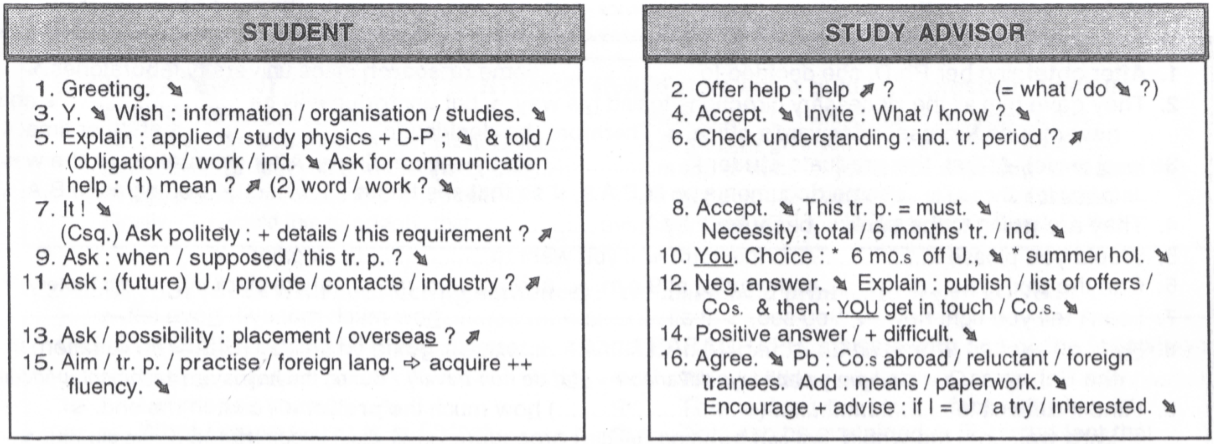 STUDENT
1. Greeting. ➘
3. Y. ➘ Wish : information / organisation / studies. ➘
5. Explain : applied / study physics + D-P ; ➘ & told /
(obligation) / work / ind. ➘ Ask for communication
help : (1) mean ? ➚ (2) word / work ? ➘
7. It ! ➘
(Csq.) Ask politely : + details / this requirement ? ➚
9. Ask : when / supposed / this tr. p. ? ➘
11. Ask : (future) U. / provide / contacts / industry ? ➚
13. Ask / possibility : placement / overseas ? ➚
15. Aim / tr. p. / practise / foreign lang. ⇨ acquire ++
fluency. ➘
STUDY ADVISOR
2. Offer help : help ➚ ? (= what / do ➘ ?)
4. Accept. ➘ Invite : What / know ? ➘
6. Check understanding : ind. tr. period ? ➚
8. Accept. ➘ This tr. p. = must. ➘
Necessity : total / 6 months' tr. / ind. ➘
10. You. Choice : * 6 mo.s off U., ➘ * summer hol. ➘
12. Neg. answer. ➘ Explain : publish / list of offers /
Cos. & then : YOU get in touch / Co.s. ➘
14. Positive answer / + difficult. ➘
16. Agree. ➘ Pb : Co.s abroad / reluctant / foreign
trainees. Add : means / paperwork. ➘
Encourage + advise : if I = U / a try / interested. ➘